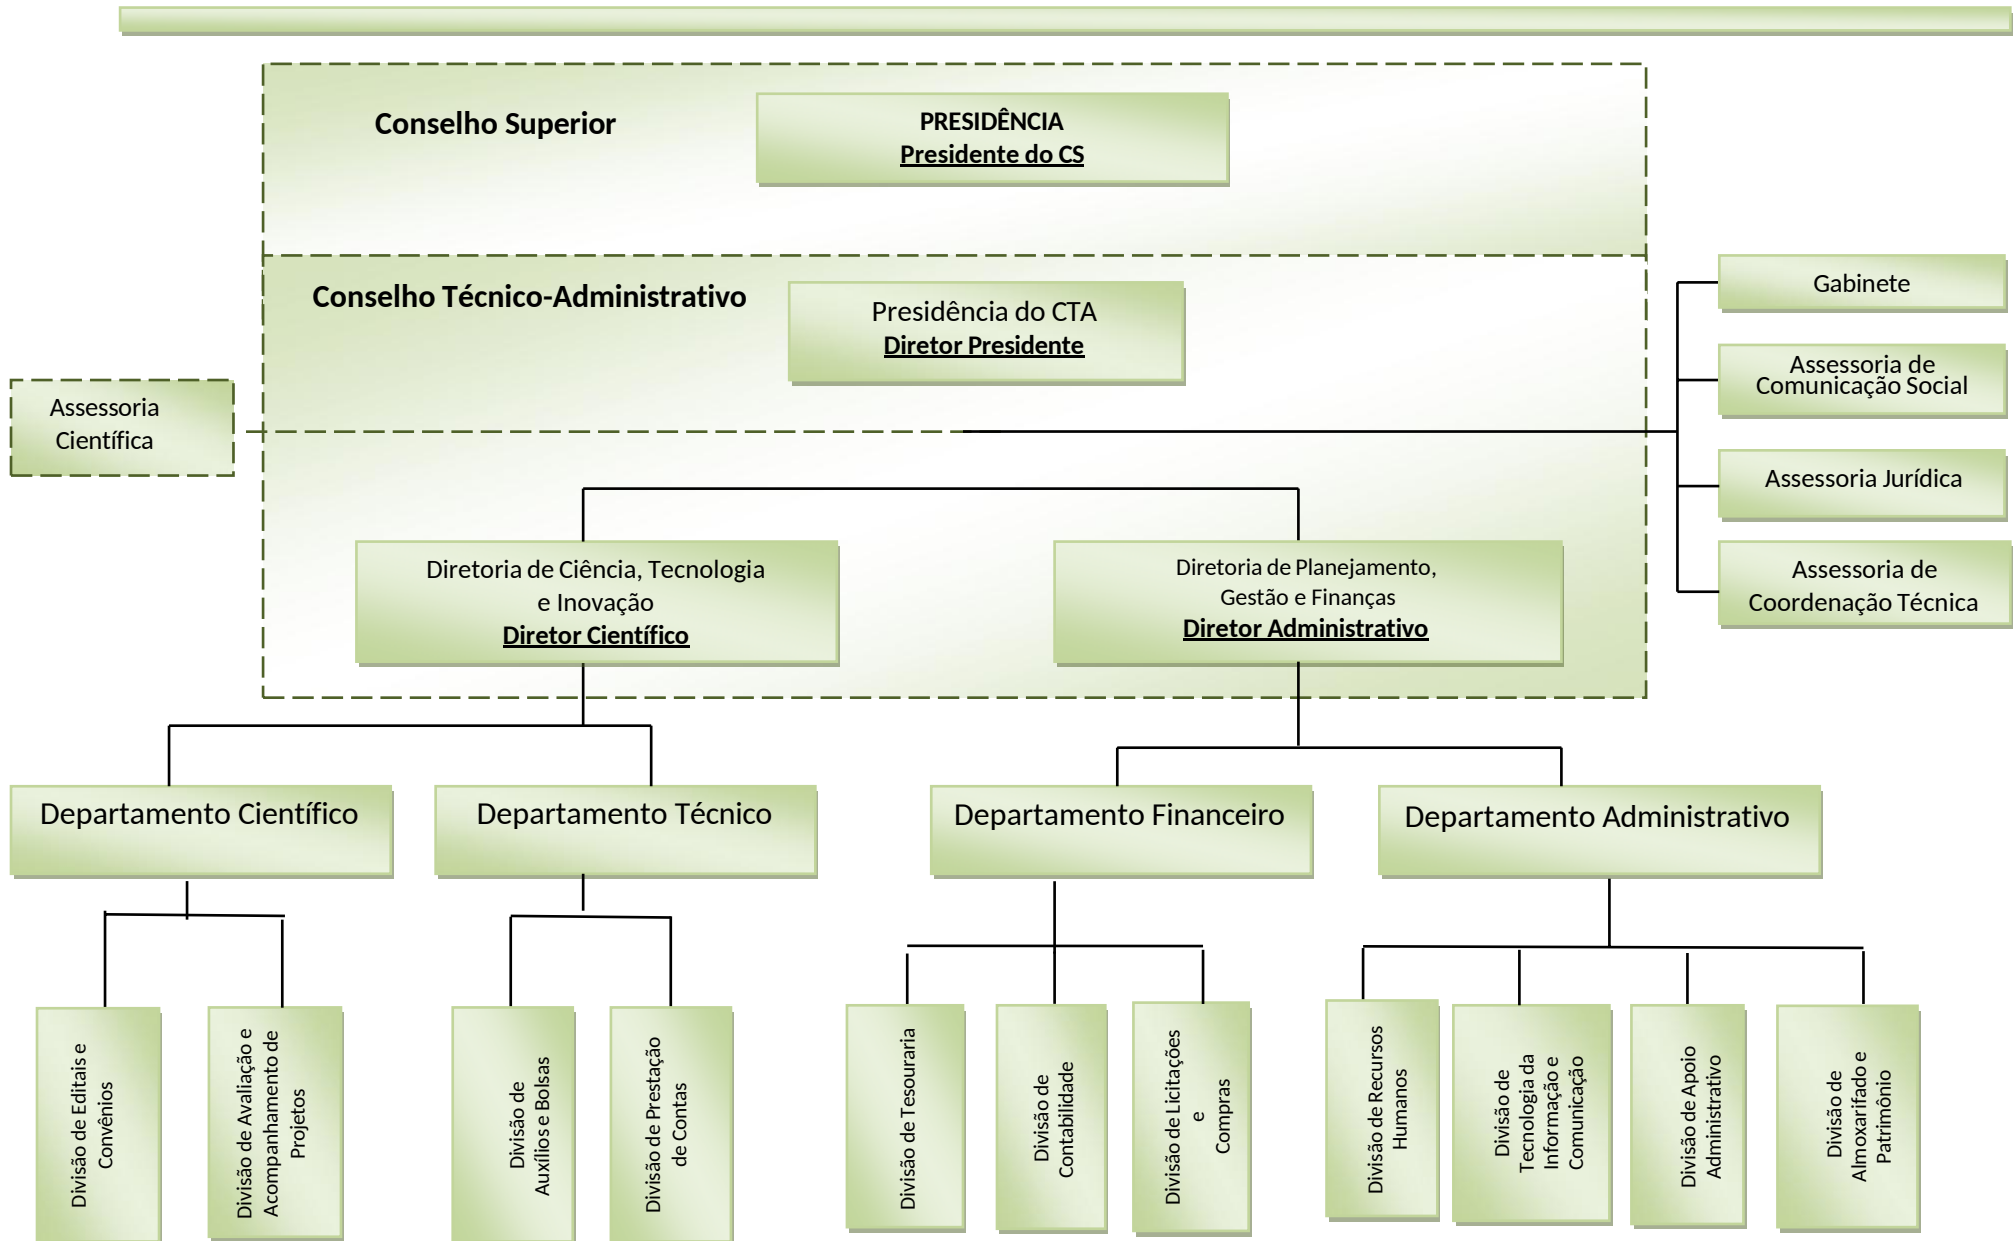 Conselho Superior
PRESIDÊNCIA
Presidente do CS
Conselho Técnico-Administrativo
Presidência do CTA
Diretor Presidente
Gabinete
Assessoria de
Comunicação Social
Assessoria
Científica
Assessoria Jurídica
Assessoria de
Coordenação Técnica
Diretoria de Ciência, Tecnologia
e Inovação
Diretor Científico
Diretoria de Planejamento,
Gestão e Finanças
Diretor Administrativo
Departamento Científico
Departamento Técnico
Departamento Financeiro
Departamento Administrativo
Divisão de Editais e
Convênios
Divisão de Avaliação e
Acompanhamento de
Projetos
Divisão de
Auxílios e Bolsas
Divisão de Prestação
de Contas
Divisão de Tesouraria
Divisão de
Contabilidade
Divisão de Licitações
e
Compras
Divisão de Recursos
Humanos
Divisão de
Tecnologia da
Informação e
Comunicação
Divisão de Apoio
Administrativo
Divisão de
Almoxarifado e
Patrimônio